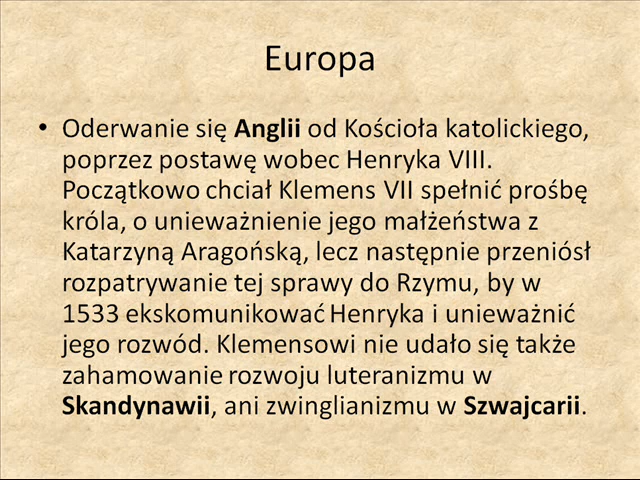 Europa
• Oderwanie się Anglii od Kościoła katolickiego,
poprzez postawę wobec Henryka VIII.
Początkowo chciał Klemens VII spełnić prośbę
króla, o unieważnienie jego małżeństwa z
Katarzyną Aragońską, lecz następnie przeniósł
rozpatrywanie tej sprawy do Rzymu, by w
1533 ekskomunikować Henryka i unieważnić
jego rozwód. Klemensowi nie udało się także
zahamowanie rozwoju luteranizmu w
Skandynawii, ani zwinglianizmu w Szwajcarii.